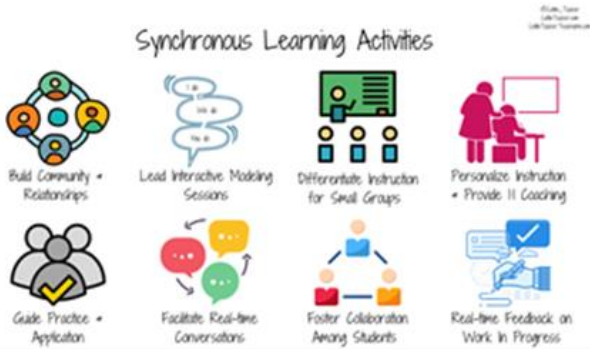 Synchronous Learning Activities
Build Community +
Relationships
Lead Interactive Modeling
Sessions
Differentiate Instruction
for Small Groups
Personalize Instruction
+ Provide 1:1 Coaching
Guide Practice +
Application
Facilitate Real-time
Conversations
Foster Collaboration
Among Students
Real-time Feedback on
Work In Progress